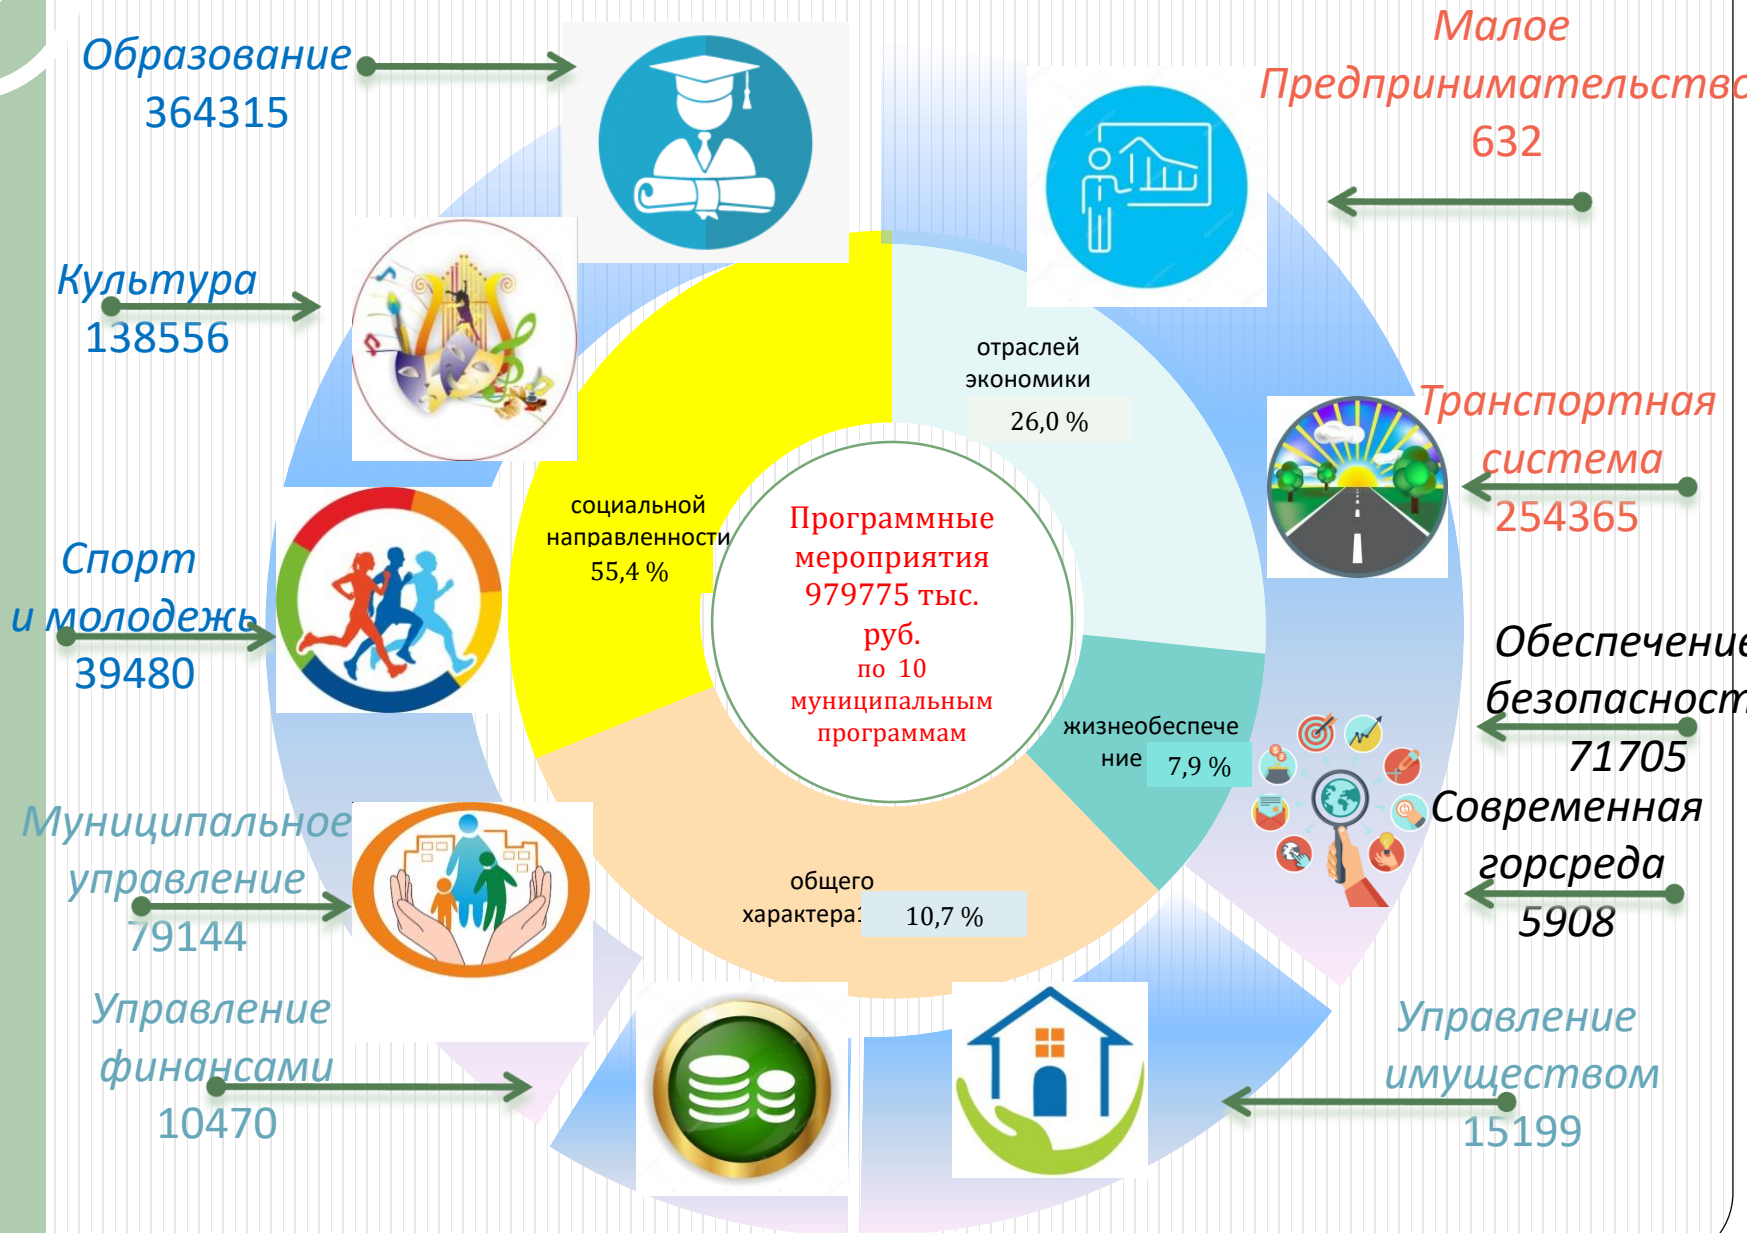 Образование
364315
Малое
Предпринимательство
632
Культура
138556
отраслей
экономики
26,0 %
Транспортная
система
254365
социальной
направленности
55,4 %
Программные
мероприятия
979775 тыс.
руб.
по 10
муниципальным
программам
Спорт
и молодежь
39480
Обеспечение
безопасност
71705
жизнеобеспече
ние
7,9 %
Современная
горсреда
5908
Муниципальное
управление
79144
общего
характера
10,7 %
Управление
финансами
10470
Управление
имуществом
15199